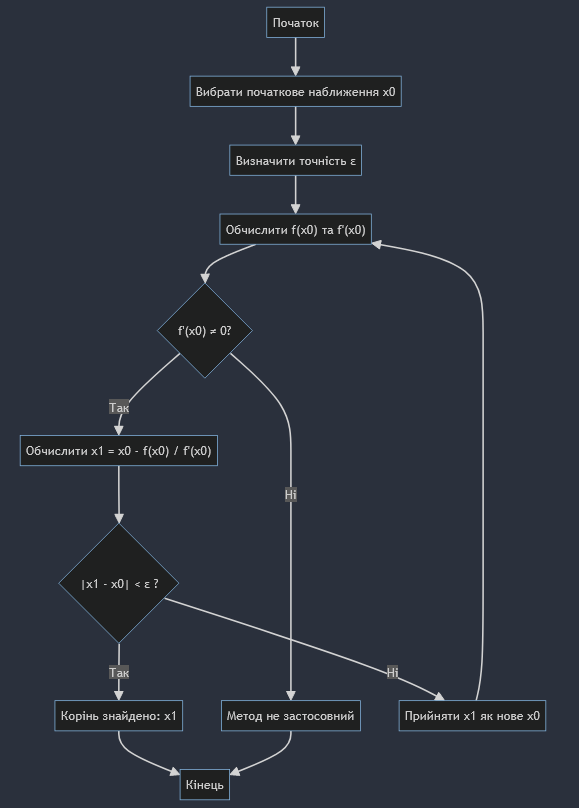 Початок
Вибрати початкове наближення x0
Визначити точність ε
Обчислити f(x0) та f'(x0)
f'(x0) ≠ 0?
Так
Обчислити x1 = x0 - f(x0) / f'(x0)
Ні
|x1 - x0| < ε ?
Так
Ні
Корінь знайдено: x1
Метод не застосовний
Прийняти x1 як нове x0
Кінець